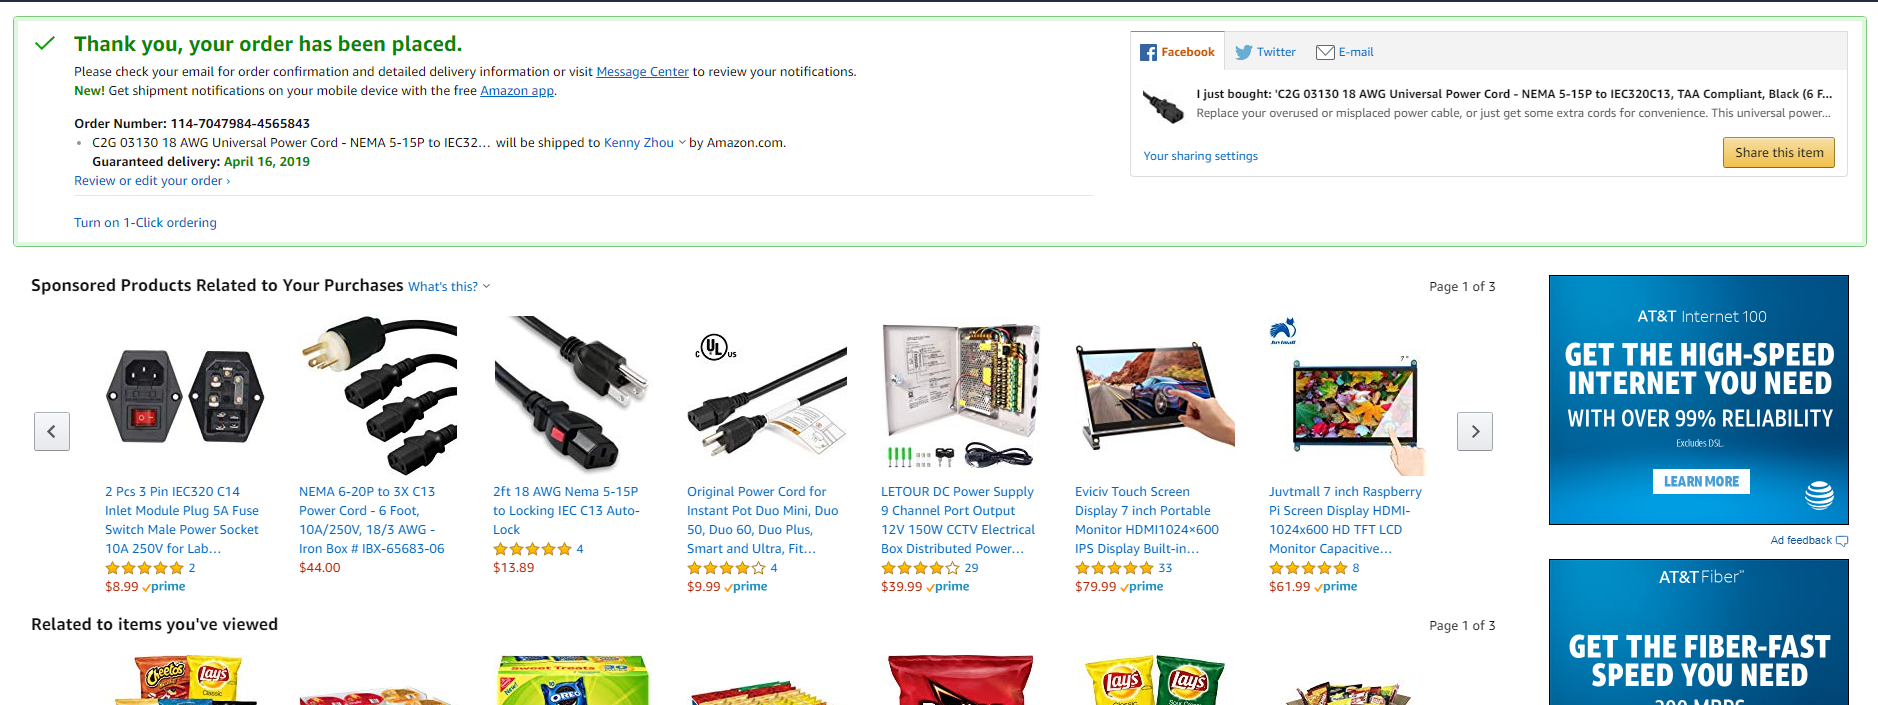 Thank you, your order has been placed.
Please check your email for order confirmation and detailed delivery information or visit Message Center to review your notifications.
New! Get shipment notifications on your mobile device with the free Amazon app.
Order Number: 114-7047984-4565843
C2G 03130 18 AWG Universal Power Cord - NEMA 5-15P to IEC32... will be shipped to Kenny Zhou by Amazon.com.
Guaranteed delivery: April 16, 2019
Review or edit your order ›
Turn on 1-Click ordering
Facebook Twitter E-mail
I just bought: 'C2G 03130 18 AWG Universal Power Cord - NEMA 5-15P to IEC320C13, TAA Compliant, Black (6 F...
Replace your overused or misplaced power cable, or just get some extra cords for convenience. This universal power...
Your sharing settings
Share this item
Sponsored Products Related to Your Purchases What's this?
Page 1 of 3
2 Pcs 3 Pin IEC320 C14
Inlet Module Plug 5A Fuse
Switch Male Power Socket
10A 250V for Lab...
2
$8.99 prime
NEMA 6-20P to 3X C13
Power Cord - 6 Foot,
10A/250V, 18/3 AWG -
Iron Box # IBX-65683-06
$44.00
2ft 18 AWG Nema 5-15P
to Locking IEC C13 Auto-
Lock
4
$13.89
C UL US
Original Power Cord for
Instant Pot Duo Mini, Duo
50, Duo 60, Duo Plus,
Smart and Ultra, Fit...
4
$9.99 prime
LETOUR DC Power Supply
9 Channel Port Output
12V 150W CCTV Electrical
Box Distributed Power...
29
$39.99 prime
Eviciv Touch Screen
Display 7 inch Portable
Monitor HDMI1024×600
IPS Display Built-in...
33
$79.99 prime
Juvtmall
7"
Juvtmall 7 inch Raspberry
Pi Screen Display HDMI-
1024x600 HD TFT LCD
Monitor Capacitive...
8
$61.99 prime
AT&T Internet 100
GET THE HIGH-SPEED
INTERNET YOU NEED
WITH OVER 99% RELIABILITY
Excludes DSL.
LEARN MORE
Ad feedback
AT&T Fiber℠
GET THE FIBER-FAST
SPEED YOU NEED
Related to items you've viewed
Page 1 of 3
Cheetos
Lay's
Classic
Sweet Treats 30
New!
OREO
Lay's
Lay's